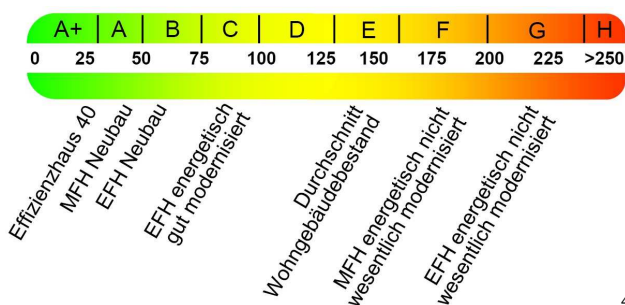 A+ A B C D E F G H
0 25 50 75 100 125 150 175 200 225 >250
Effizienzhaus 40
MFH Neubau
EFH Neubau
EFH energetisch
gut modernisiert
Durchschnitt
Wohngebäudebestand
MFH energetisch nicht
wesentlich modernisiert
EFH energetisch nicht
wesentlich modernisiert